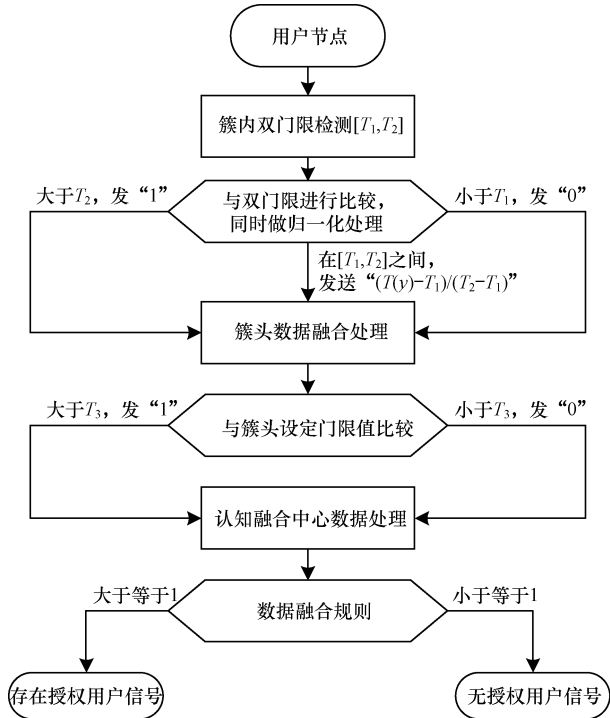 用户节点
簇内双门限检测[T₁,T₂]
大于T₂，发“1”
与双门限进行比较，
同时做归一化处理
小于T₁，发“0”
在[T₁,T₂]之间，
发送“(T(y)−T₁)/(T₂−T₁)”
簇头数据融合处理
大于T₃，发“1”
与簇头设定门限值比较
小于T₃，发“0”
认知融合中心数据处理
大于等于1
数据融合规则
小于等于1
存在授权用户信号
无授权用户信号